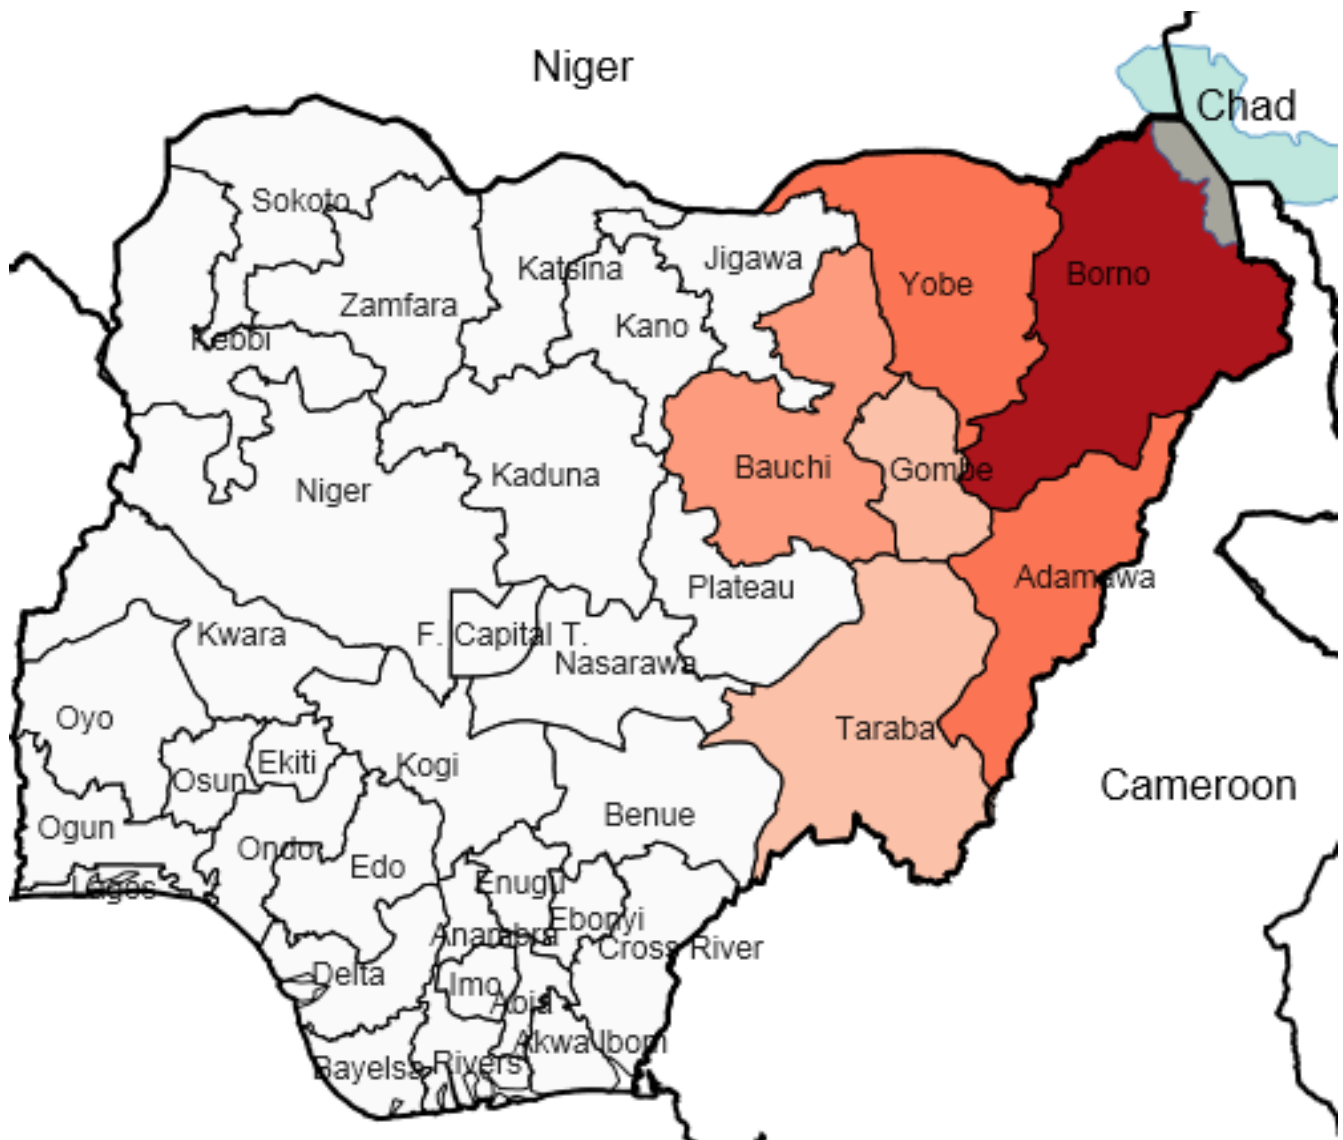 Niger
Chad
Sokoto
Katsina
Jigawa
Yobe
Borno
Zamfara
Kano
Kebbi
Niger
Kaduna
Bauchi
Gombe
Plateau
Adamawa
Kwara
F. Capital T.
Nasarawa
Oyo
Taraba
Osun
Ekiti
Kogi
Cameroon
Ogun
Benue
Ondo
Edo
Lagos
Enugu
Ebonyi
Anambra
Cross River
Delta
Imo
Abia
Akwa Ibom
Bayelsa
Rivers